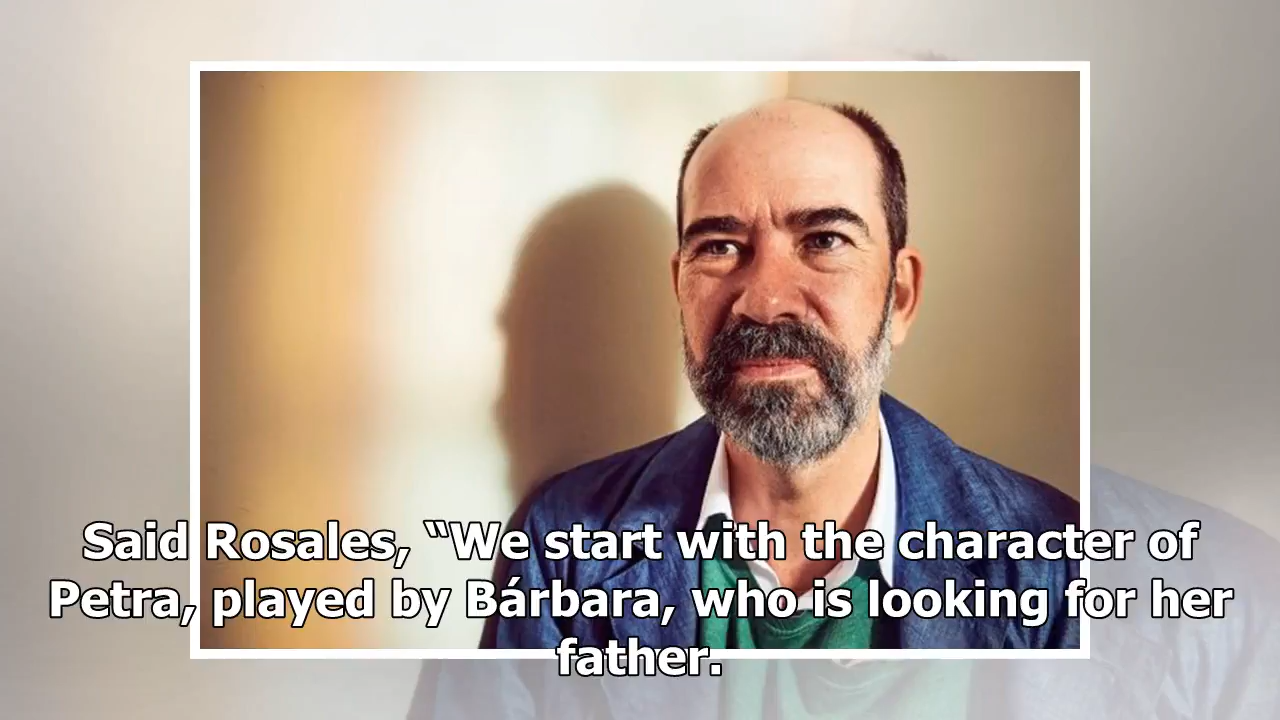 Said Rosales, “We start with the character of
Petra, played by Bárbara, who is looking for her
father.